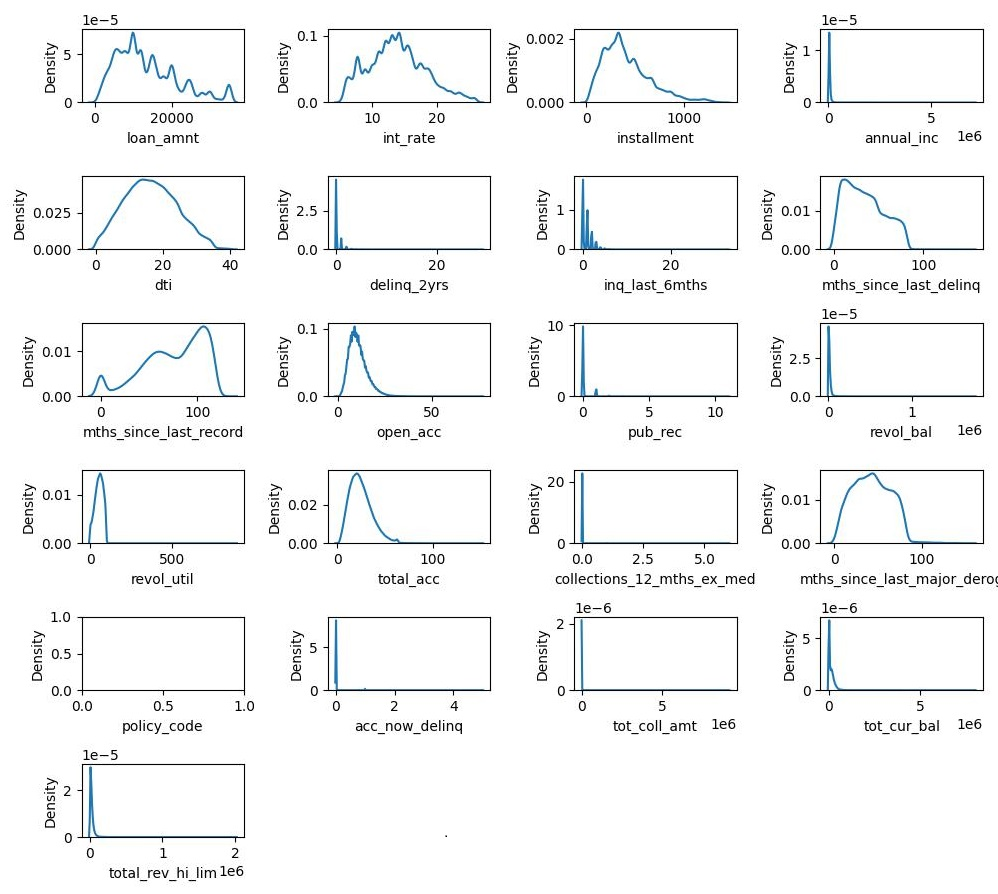 1e−5
Density
5
0
0
20000
loan_amnt
Density
0.1
0.0
10
20
int_rate
Density
0.002
0.000
0
1000
installment
1e−5
Density
1
0
0
5
1e6
annual_inc
Density
0.025
0.000
0
20
40
dti
Density
2.5
0.0
0
20
delinq_2yrs
Density
1
0
0
20
inq_last_6mths
Density
0.01
0.00
0
100
mths_since_last_delinq
Density
0.01
0.00
0
100
mths_since_last_record
Density
0.1
0.0
0
50
open_acc
Density
10
5
0
0
5
10
pub_rec
1e−5
Density
2.5
0.0
0
1
1e6
revol_bal
Density
0.01
0.00
0
500
revol_util
Density
0.02
0.00
0
100
total_acc
Density
20
0
0.0
2.5
5.0
collections_12_mths_ex_med
Density
0.01
0.00
0
100
mths_since_last_major_derog
Density
1.0
0.5
0.0
0.0
0.5
1.0
policy_code
Density
5
0
0
2
4
acc_now_delinq
1e−6
Density
2
1
0
0
5
1e6
tot_coll_amt
1e−6
Density
5
0
0
5
1e6
tot_cur_bal
1e−5
Density
2
0
0
1
2
1e6
total_rev_hi_lim
.